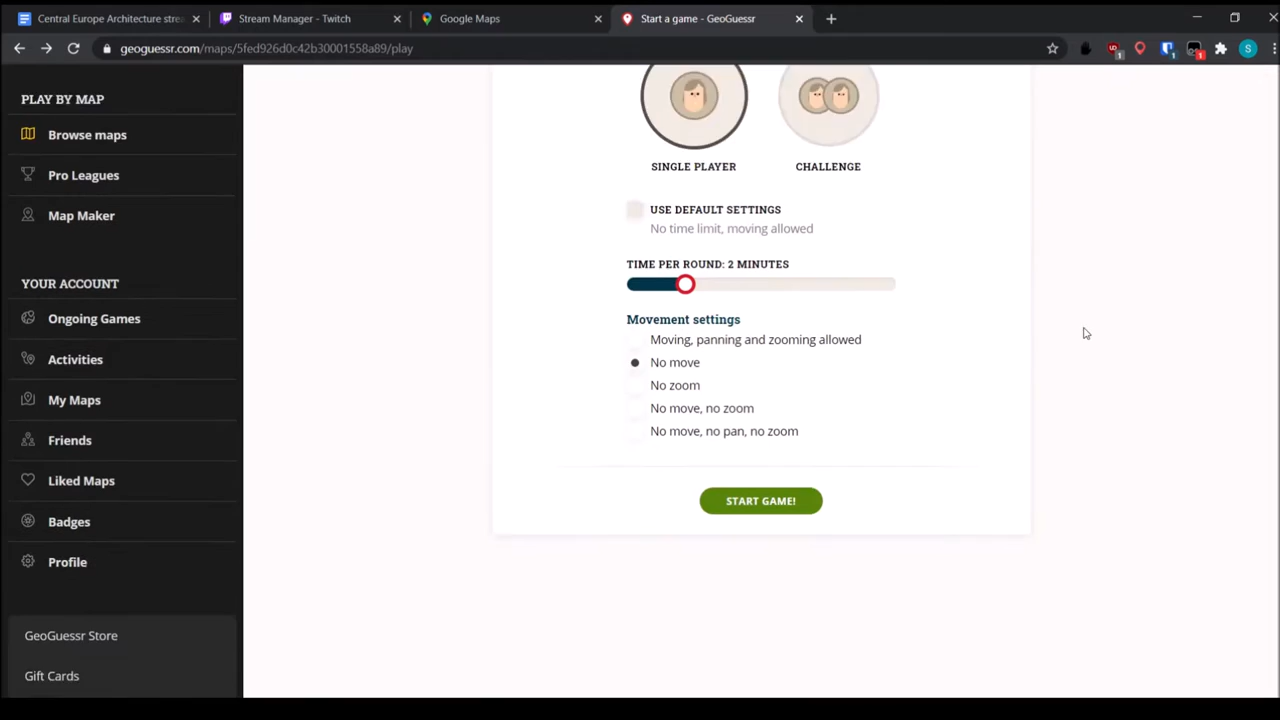 Central Europe Architecture strea
Stream Manager - Twitch
Google Maps
Start a game - GeoGuessr
geoguessr.com/maps/5fed926d0c42b30001558a89/play
1
1
1
S
PLAY BY MAP
Browse maps
Pro Leagues
Map Maker
YOUR ACCOUNT
Ongoing Games
Activities
My Maps
Friends
Liked Maps
Badges
Profile
GeoGuessr Store
Gift Cards
SINGLE PLAYER
CHALLENGE
USE DEFAULT SETTINGS
No time limit, moving allowed
TIME PER ROUND: 2 MINUTES
Movement settings
Moving, panning and zooming allowed
No move
No zoom
No move, no zoom
No move, no pan, no zoom
START GAME!